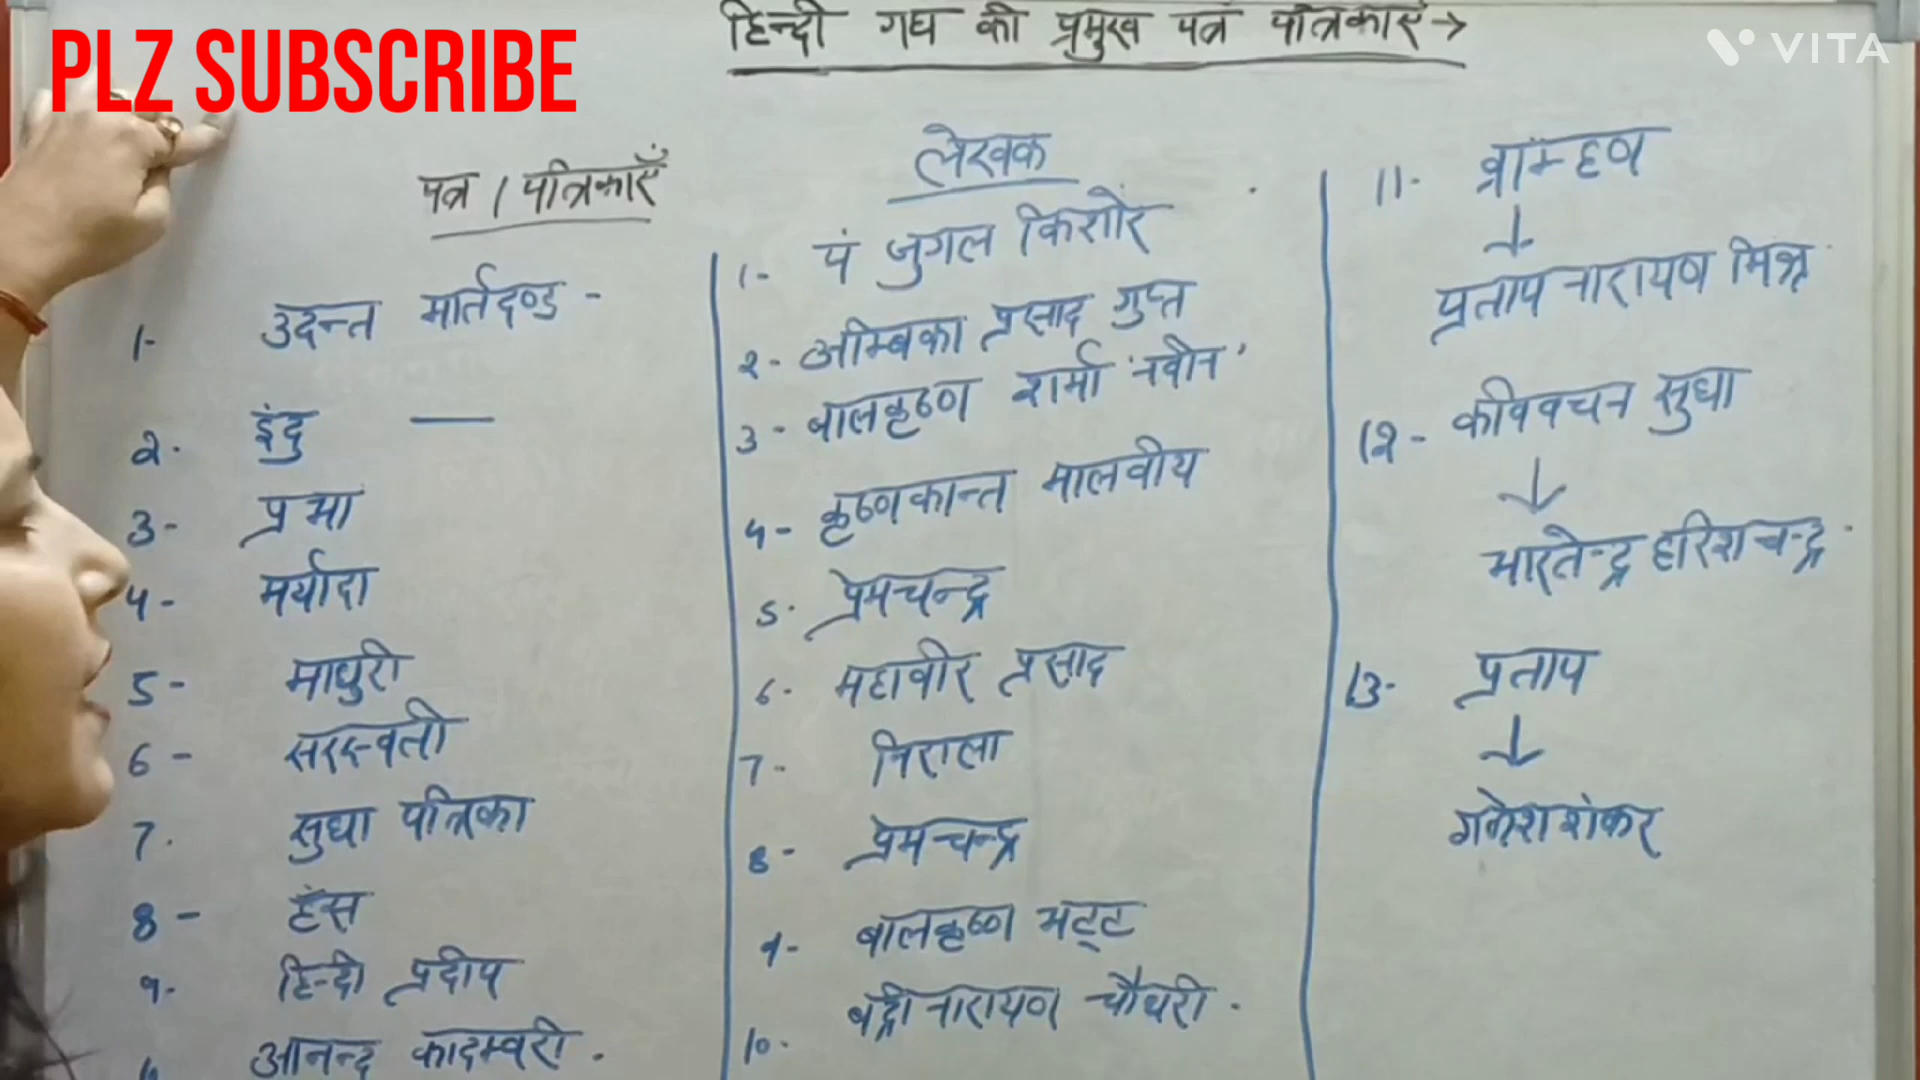 हिन्दी गद्य की प्रमुख पत्र पत्रिकाएं →
PLZ SUBSCRIBE
VITA
पत्र / पत्रिकाएँ
1- उदन्त मार्तदण्ड -
2. इंदु —
3- प्रभा
4- मर्यादा
5- माधुरी
6- सरस्वती
7. सुधा पत्रिका
8- हंस
9- हिन्दी प्रदीप
आनन्द कादम्बरी .
लेखक
1- पं जुगल किशोर
2- अम्बिका प्रसाद गुप्त
3- बालकृष्ण शर्मा 'नवीन'
4- कृष्णकान्त मालवीय
5. प्रेमचन्द्र
6- महावीर प्रसाद
7- निराला
8- प्रेमचन्द्र
9- बालकृष्ण भट्ट
10. बद्री नारायण चौधरी .
11- ब्राम्हण
↓
प्रताप नारायण मिश्र
12- कविवचन सुधा
↓
भारतेन्द्र हरिशचन्द्र
13- प्रताप
↓
गणेश शंकर